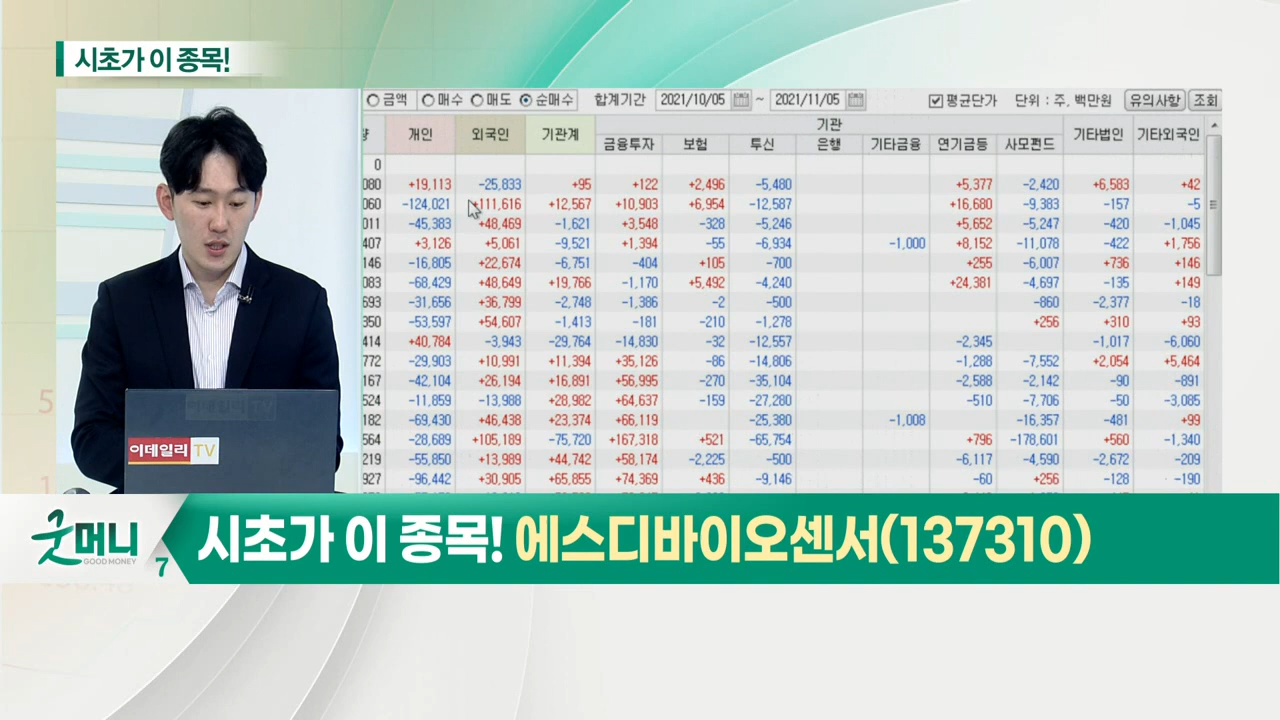 시초가 이 종목!
금액 매수 매도 순매수 합계기간 2021/10/05 ~ 2021/11/05 평균단가 단위 : 주, 백만원 유의사항 조회
개인 외국인 기관계 기관 기타법인 기타외국인
금융투자 보험 투신 은행 기타금융 연기금등 사모펀드
0
080 +19,113 -25,833 +95 +122 +2,496 -5,480 +5,377 -2,420 +6,583 +42
060 -124,021 +111,616 +12,567 +10,903 +6,954 -12,587 +16,680 -9,383 -157 -5
011 -45,383 +48,469 -1,621 +3,548 -328 -5,246 +5,652 -5,247 -420 -1,045
407 +3,126 +5,061 -9,521 +1,394 -55 -6,934 -1,000 +8,152 -11,078 -422 +1,756
146 -16,805 +22,674 -6,751 -404 +105 -700 +255 -6,007 +736 +146
083 -68,429 +48,649 +19,766 -1,170 +5,492 -4,240 +24,381 -4,697 -135 +149
693 -31,656 +36,799 -2,748 -1,386 -2 -500 -860 -2,377 -18
350 -53,597 +54,607 -1,413 -181 -210 -1,278 +256 +310 +93
414 +40,784 -3,943 -29,764 -14,830 -32 -12,557 -2,345 -1,017 -6,060
772 -29,903 +10,991 +11,394 +35,126 -86 -14,806 -1,288 -7,552 +2,054 +5,464
167 -42,104 +26,194 +16,891 +56,995 -270 -35,104 -2,588 -2,142 -90 -891
524 -11,859 -13,988 +28,982 +64,637 -159 -27,280 -510 -7,706 -50 -3,085
182 -69,430 +46,438 +23,374 +66,119 -25,380 -1,008 -16,357 -481 +99
564 -28,689 +105,189 -75,720 +167,318 +521 -65,754 +796 -178,601 +560 -1,340
219 -55,850 +13,989 +44,742 +58,174 -2,225 -500 -6,117 -4,590 -2,672 -209
927 -96,442 +30,905 +65,855 +74,369 +436 -9,146 -60 +256 -128 -190
이데일리 TV
굿머니
GOOD MONEY
7
시초가 이 종목! 에스디바이오센서(137310)